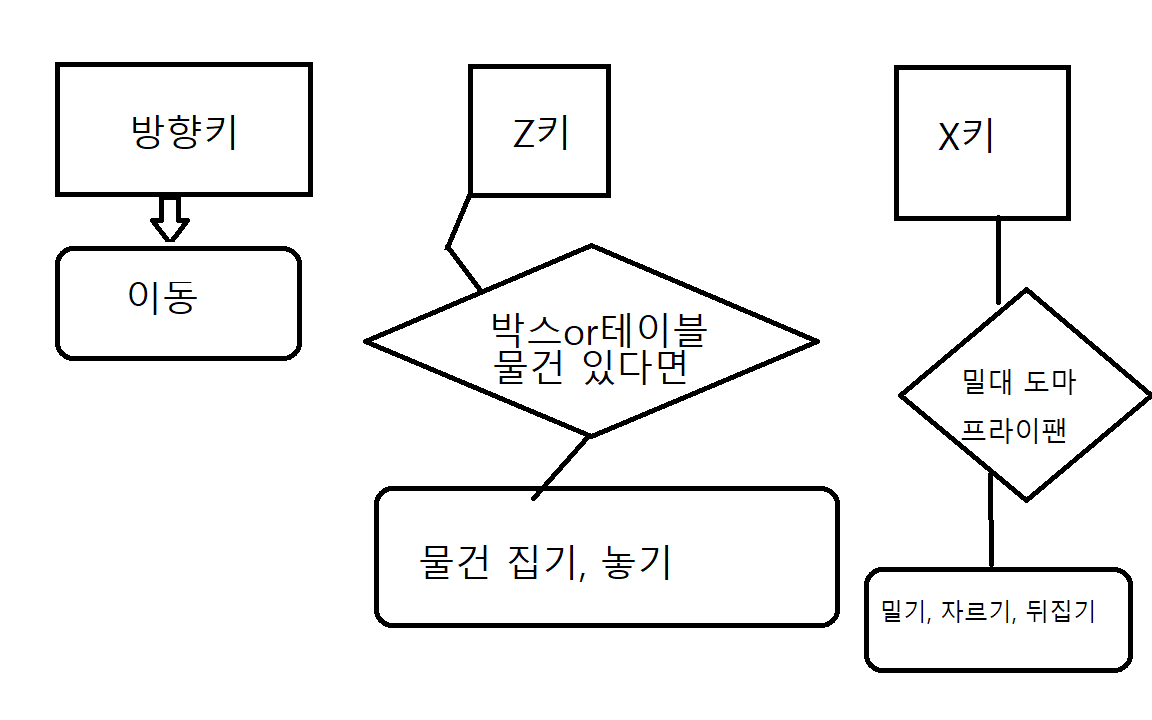 방향키
이동
Z키
박스or테이블
물건 있다면
물건 집기, 놓기
X키
밀대 도마
프라이팬
밀기, 자르기, 뒤집기